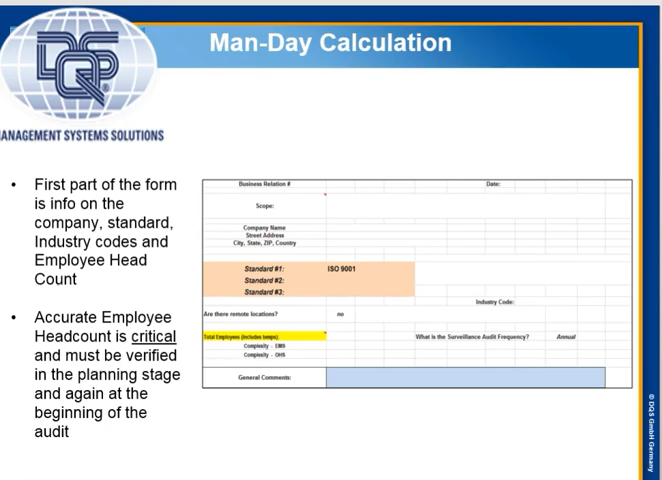 Man-Day Calculation
DQS
®
MANAGEMENT SYSTEMS SOLUTIONS
• First part of the form
is info on the
company, standard,
Industry codes and
Employee Head
Count
• Accurate Employee
Headcount is critical
and must be verified
in the planning stage
and again at the
beginning of the
audit
Business Relation # Date:
Scope:
Company Name
Street Address
City, State, ZIP, Country
Standard #1: ISO 9001
Standard #2:
Standard #3:
Industry Code:
Are there remote locations? no
Total Employees (includes temps): What is the Surveillance Audit Frequency? Annual
Complexity - EMS
Complexity - OHS
General Comments:
© DQS GmbH Germany